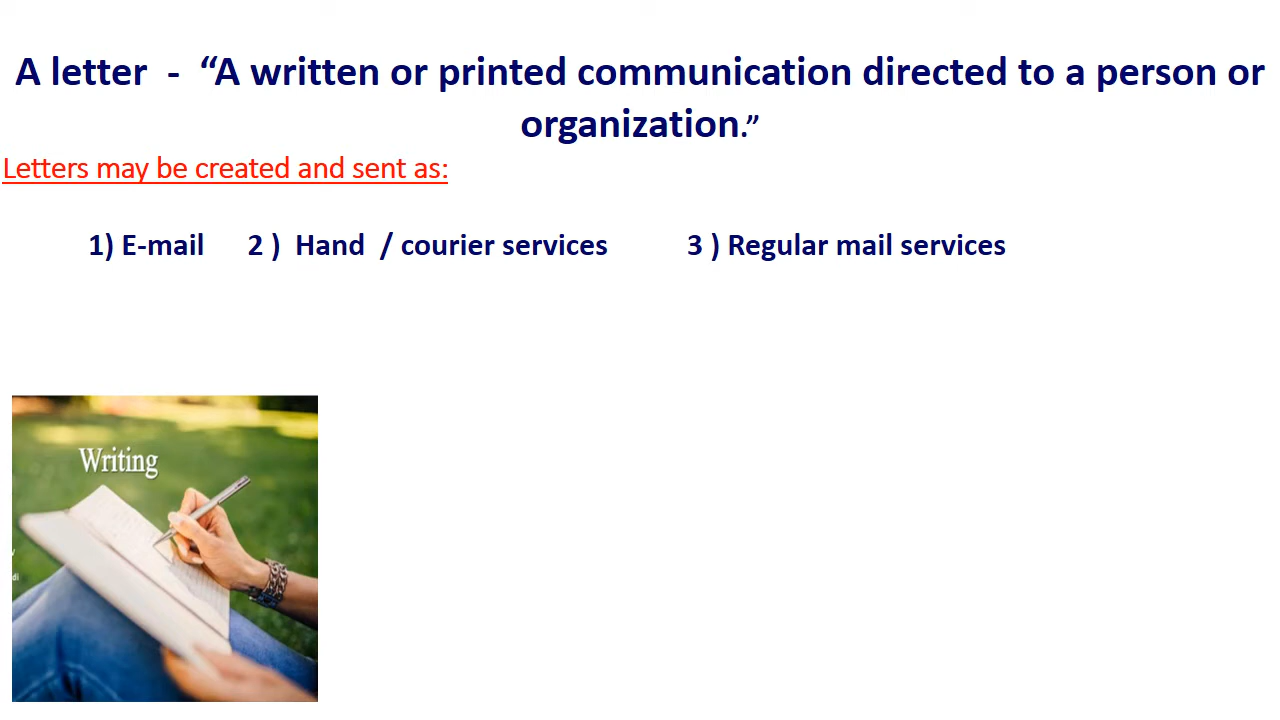 A letter - “A written or printed communication directed to a person or
organization.”
Letters may be created and sent as:
1) E-mail 2 ) Hand / courier services 3 ) Regular mail services
Writing